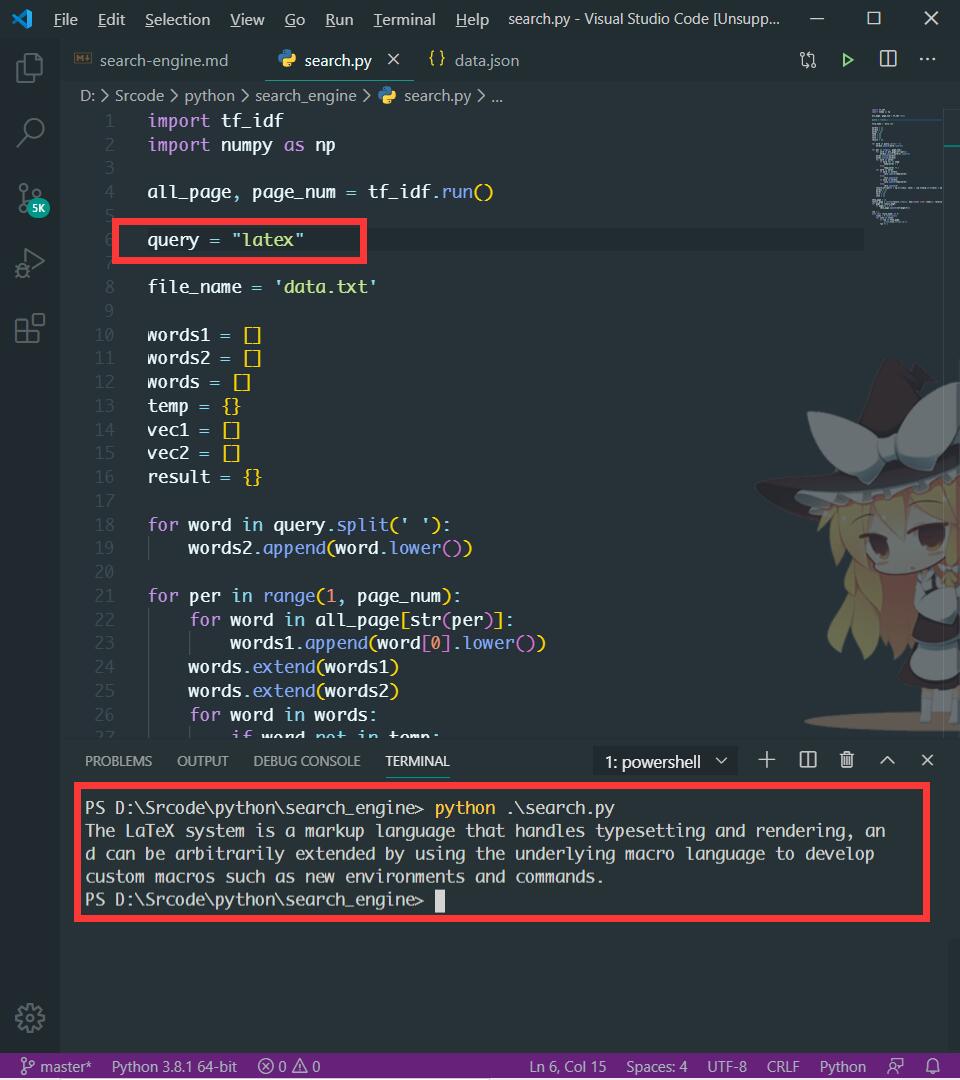 File Edit Selection View Go Run Terminal Help search.py - Visual Studio Code [Unsupp...
search-engine.md search.py data.json
D: > Srcode > python > search_engine > search.py > ...
1 import tf_idf
2 import numpy as np
3
4 all_page, page_num = tf_idf.run()
5
6 query = "latex"
7
8 file_name = 'data.txt'
9
10 words1 = []
11 words2 = []
12 words = []
13 temp = {}
14 vec1 = []
15 vec2 = []
16 result = {}
17
18 for word in query.split(' '):
19 words2.append(word.lower())
20
21 for per in range(1, page_num):
22 for word in all_page[str(per)]:
23 words1.append(word[0].lower())
24 words.extend(words1)
25 words.extend(words2)
26 for word in words:
27 if word not in temp:
5K
PROBLEMS OUTPUT DEBUG CONSOLE TERMINAL 1: powershell
PS D:\Srcode\python\search_engine> python .\search.py
The LaTeX system is a markup language that handles typesetting and rendering, an
d can be arbitrarily extended by using the underlying macro language to develop
custom macros such as new environments and commands.
PS D:\Srcode\python\search_engine>
master* Python 3.8.1 64-bit 0 0 Ln 6, Col 15 Spaces: 4 UTF-8 CRLF Python